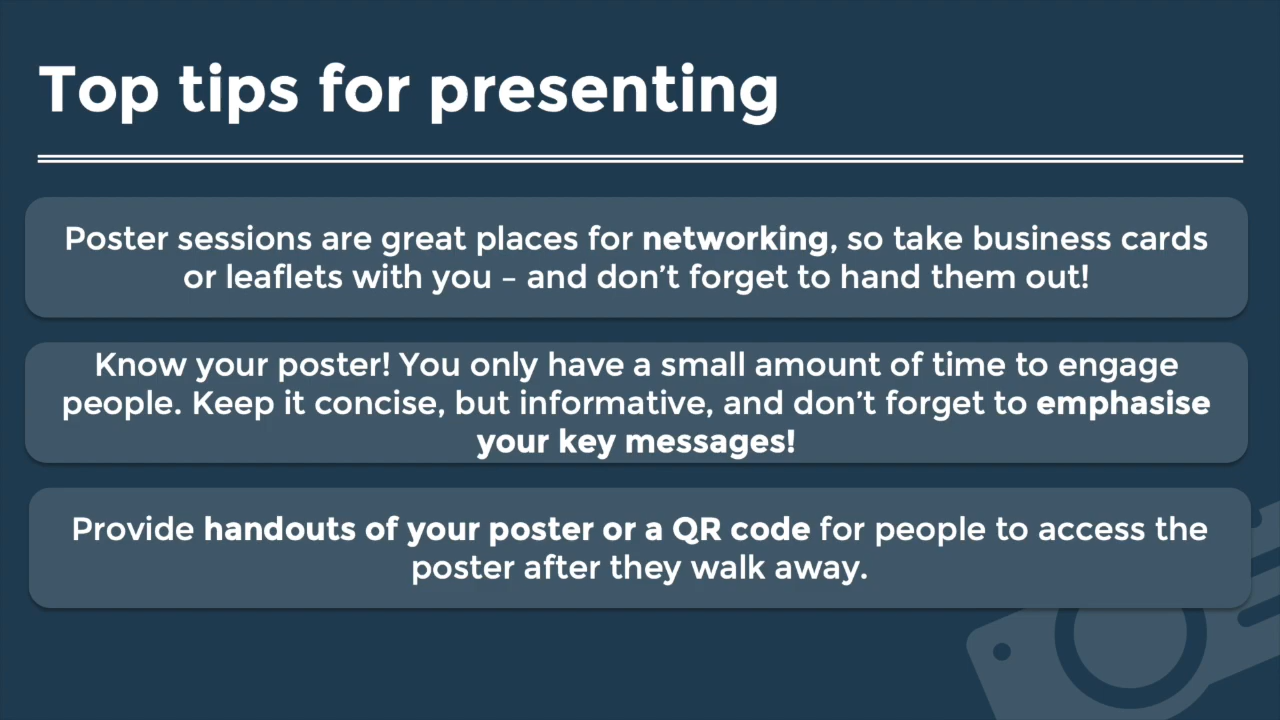 Top tips for presenting
Poster sessions are great places for networking, so take business cards
or leaflets with you – and don’t forget to hand them out!
Know your poster! You only have a small amount of time to engage
people. Keep it concise, but informative, and don’t forget to emphasise
your key messages!
Provide handouts of your poster or a QR code for people to access the
poster after they walk away.